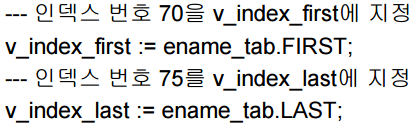 --- 인덱스 번호 70을 v_index_first에 지정
v_index_first := ename_tab.FIRST;
--- 인덱스 번호 75를 v_index_last에 지정
v_index_last := ename_tab.LAST;